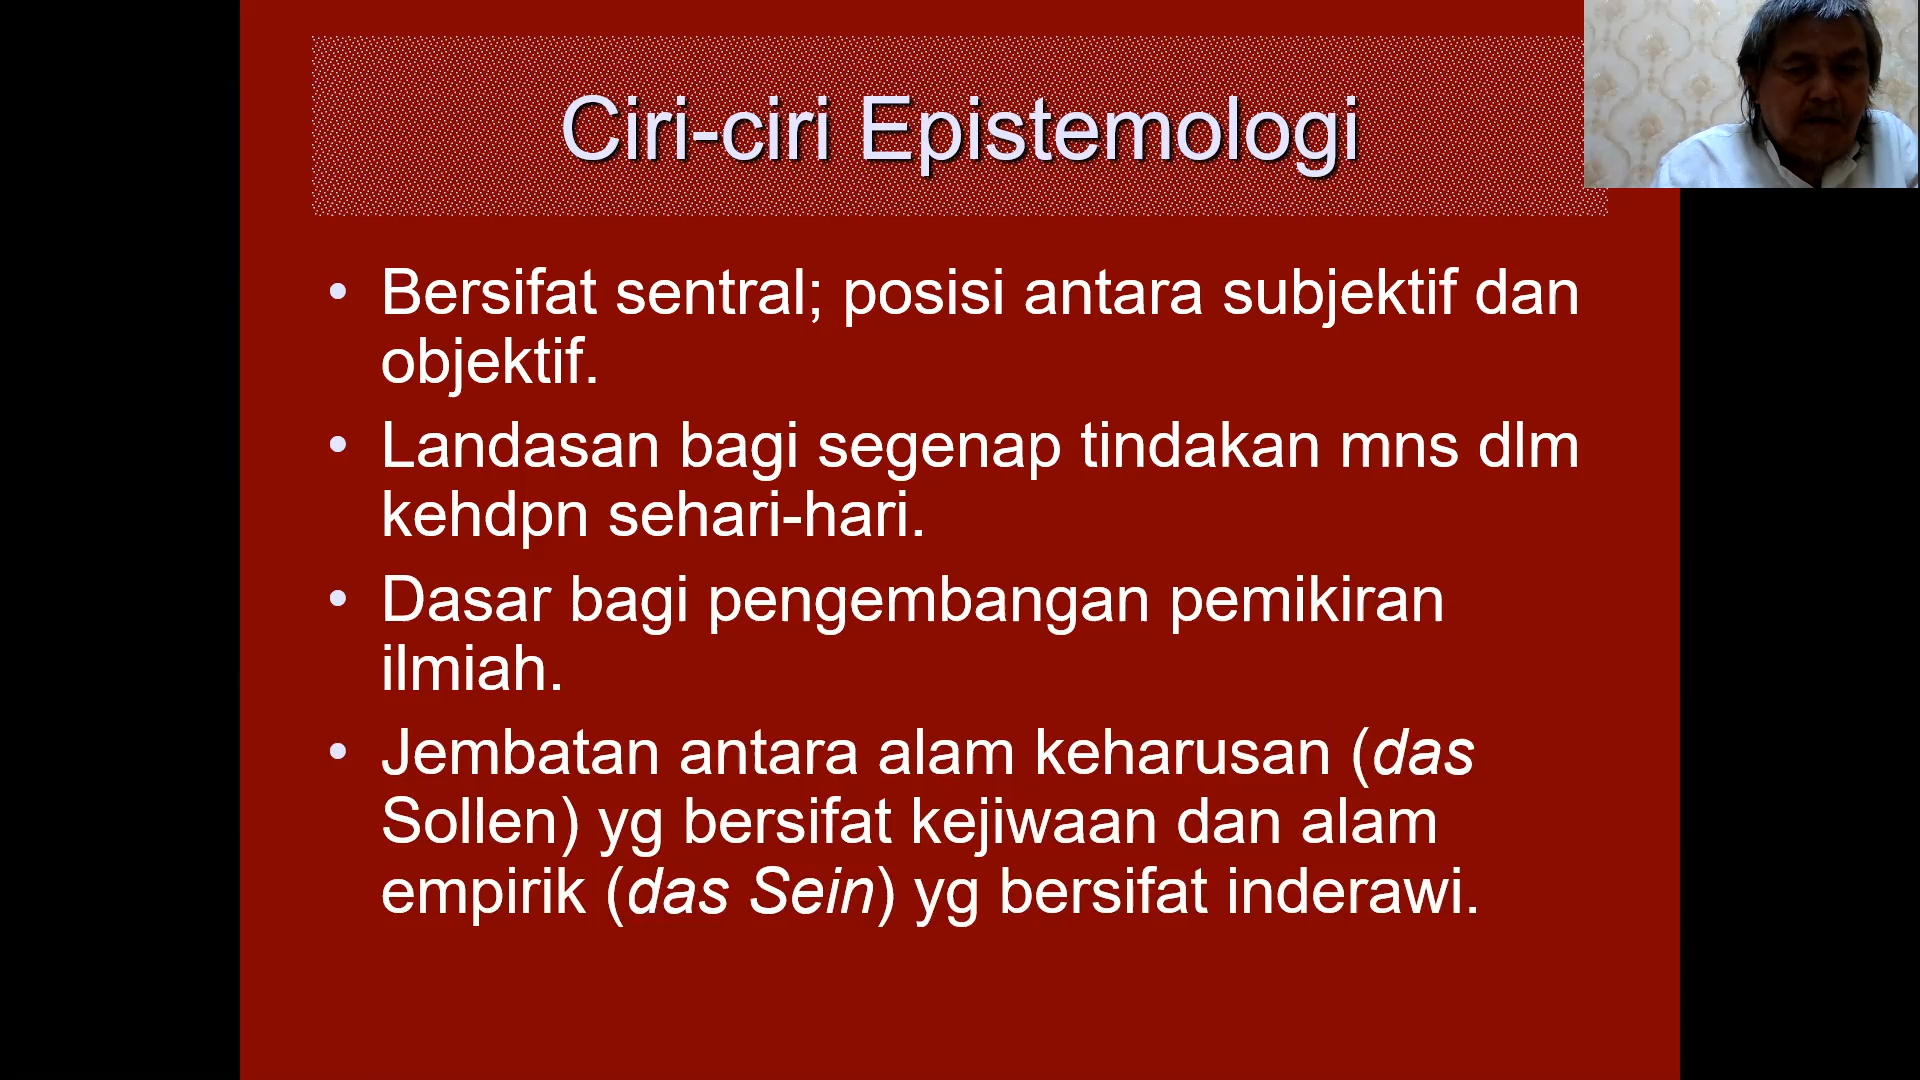 Ciri-ciri Epistemologi
• Bersifat sentral; posisi antara subjektif dan
objektif.
• Landasan bagi segenap tindakan mns dlm
kehdpn sehari-hari.
• Dasar bagi pengembangan pemikiran
ilmiah.
• Jembatan antara alam keharusan (das
Sollen) yg bersifat kejiwaan dan alam
empirik (das Sein) yg bersifat inderawi.